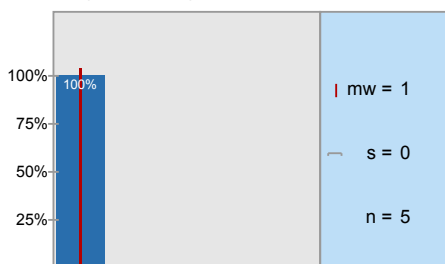 100%
100%
75%
50%
25%
mw = 1
s = 0
n = 5